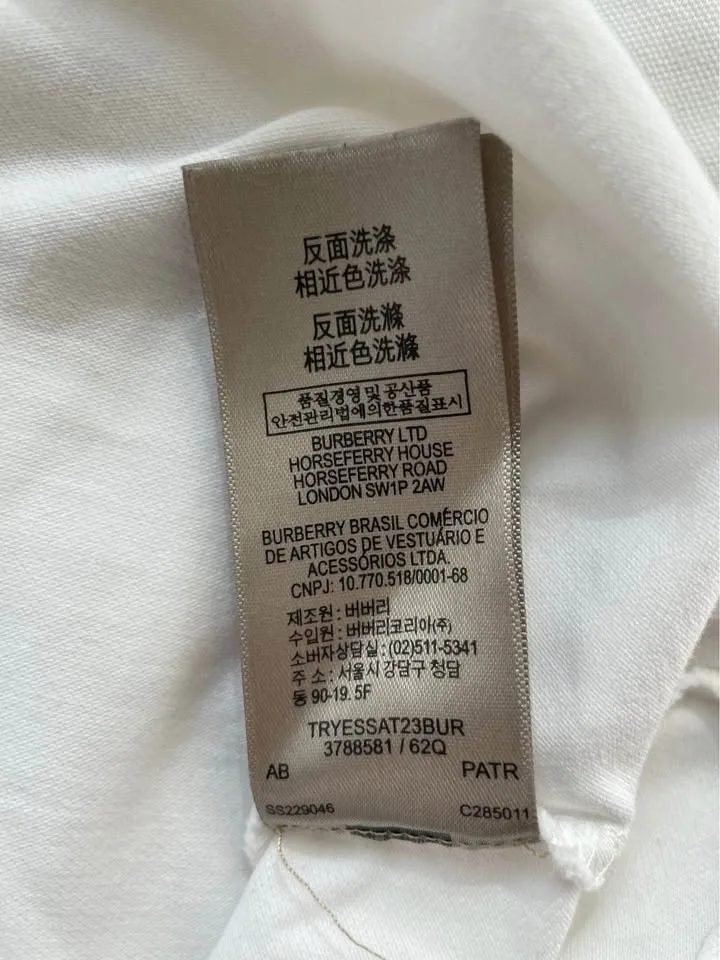 反面洗涤
相近色洗涤
反面洗滌
相近色洗滌
품질경영 및 공산품
안전관리법에의한품질표시
BURBERRY LTD
HORSEFERRY HOUSE
HORSEFERRY ROAD
LONDON SW1P 2AW
BURBERRY BRASIL COMÉRCIO
DE ARTIGOS DE VESTUÁRIO E
ACESSÓRIOS LTDA.
CNPJ: 10.770.518/0001-68
제조원 : 버버리
수입원 : 버버리코리아(주)
소버자상담실 : (02)511-5341
주 소 : 서울시 강담구 청담
동 90-19. 5F
TRYESSAT23BUR
3788581 / 62Q
AB PATR
SS229046 C285011